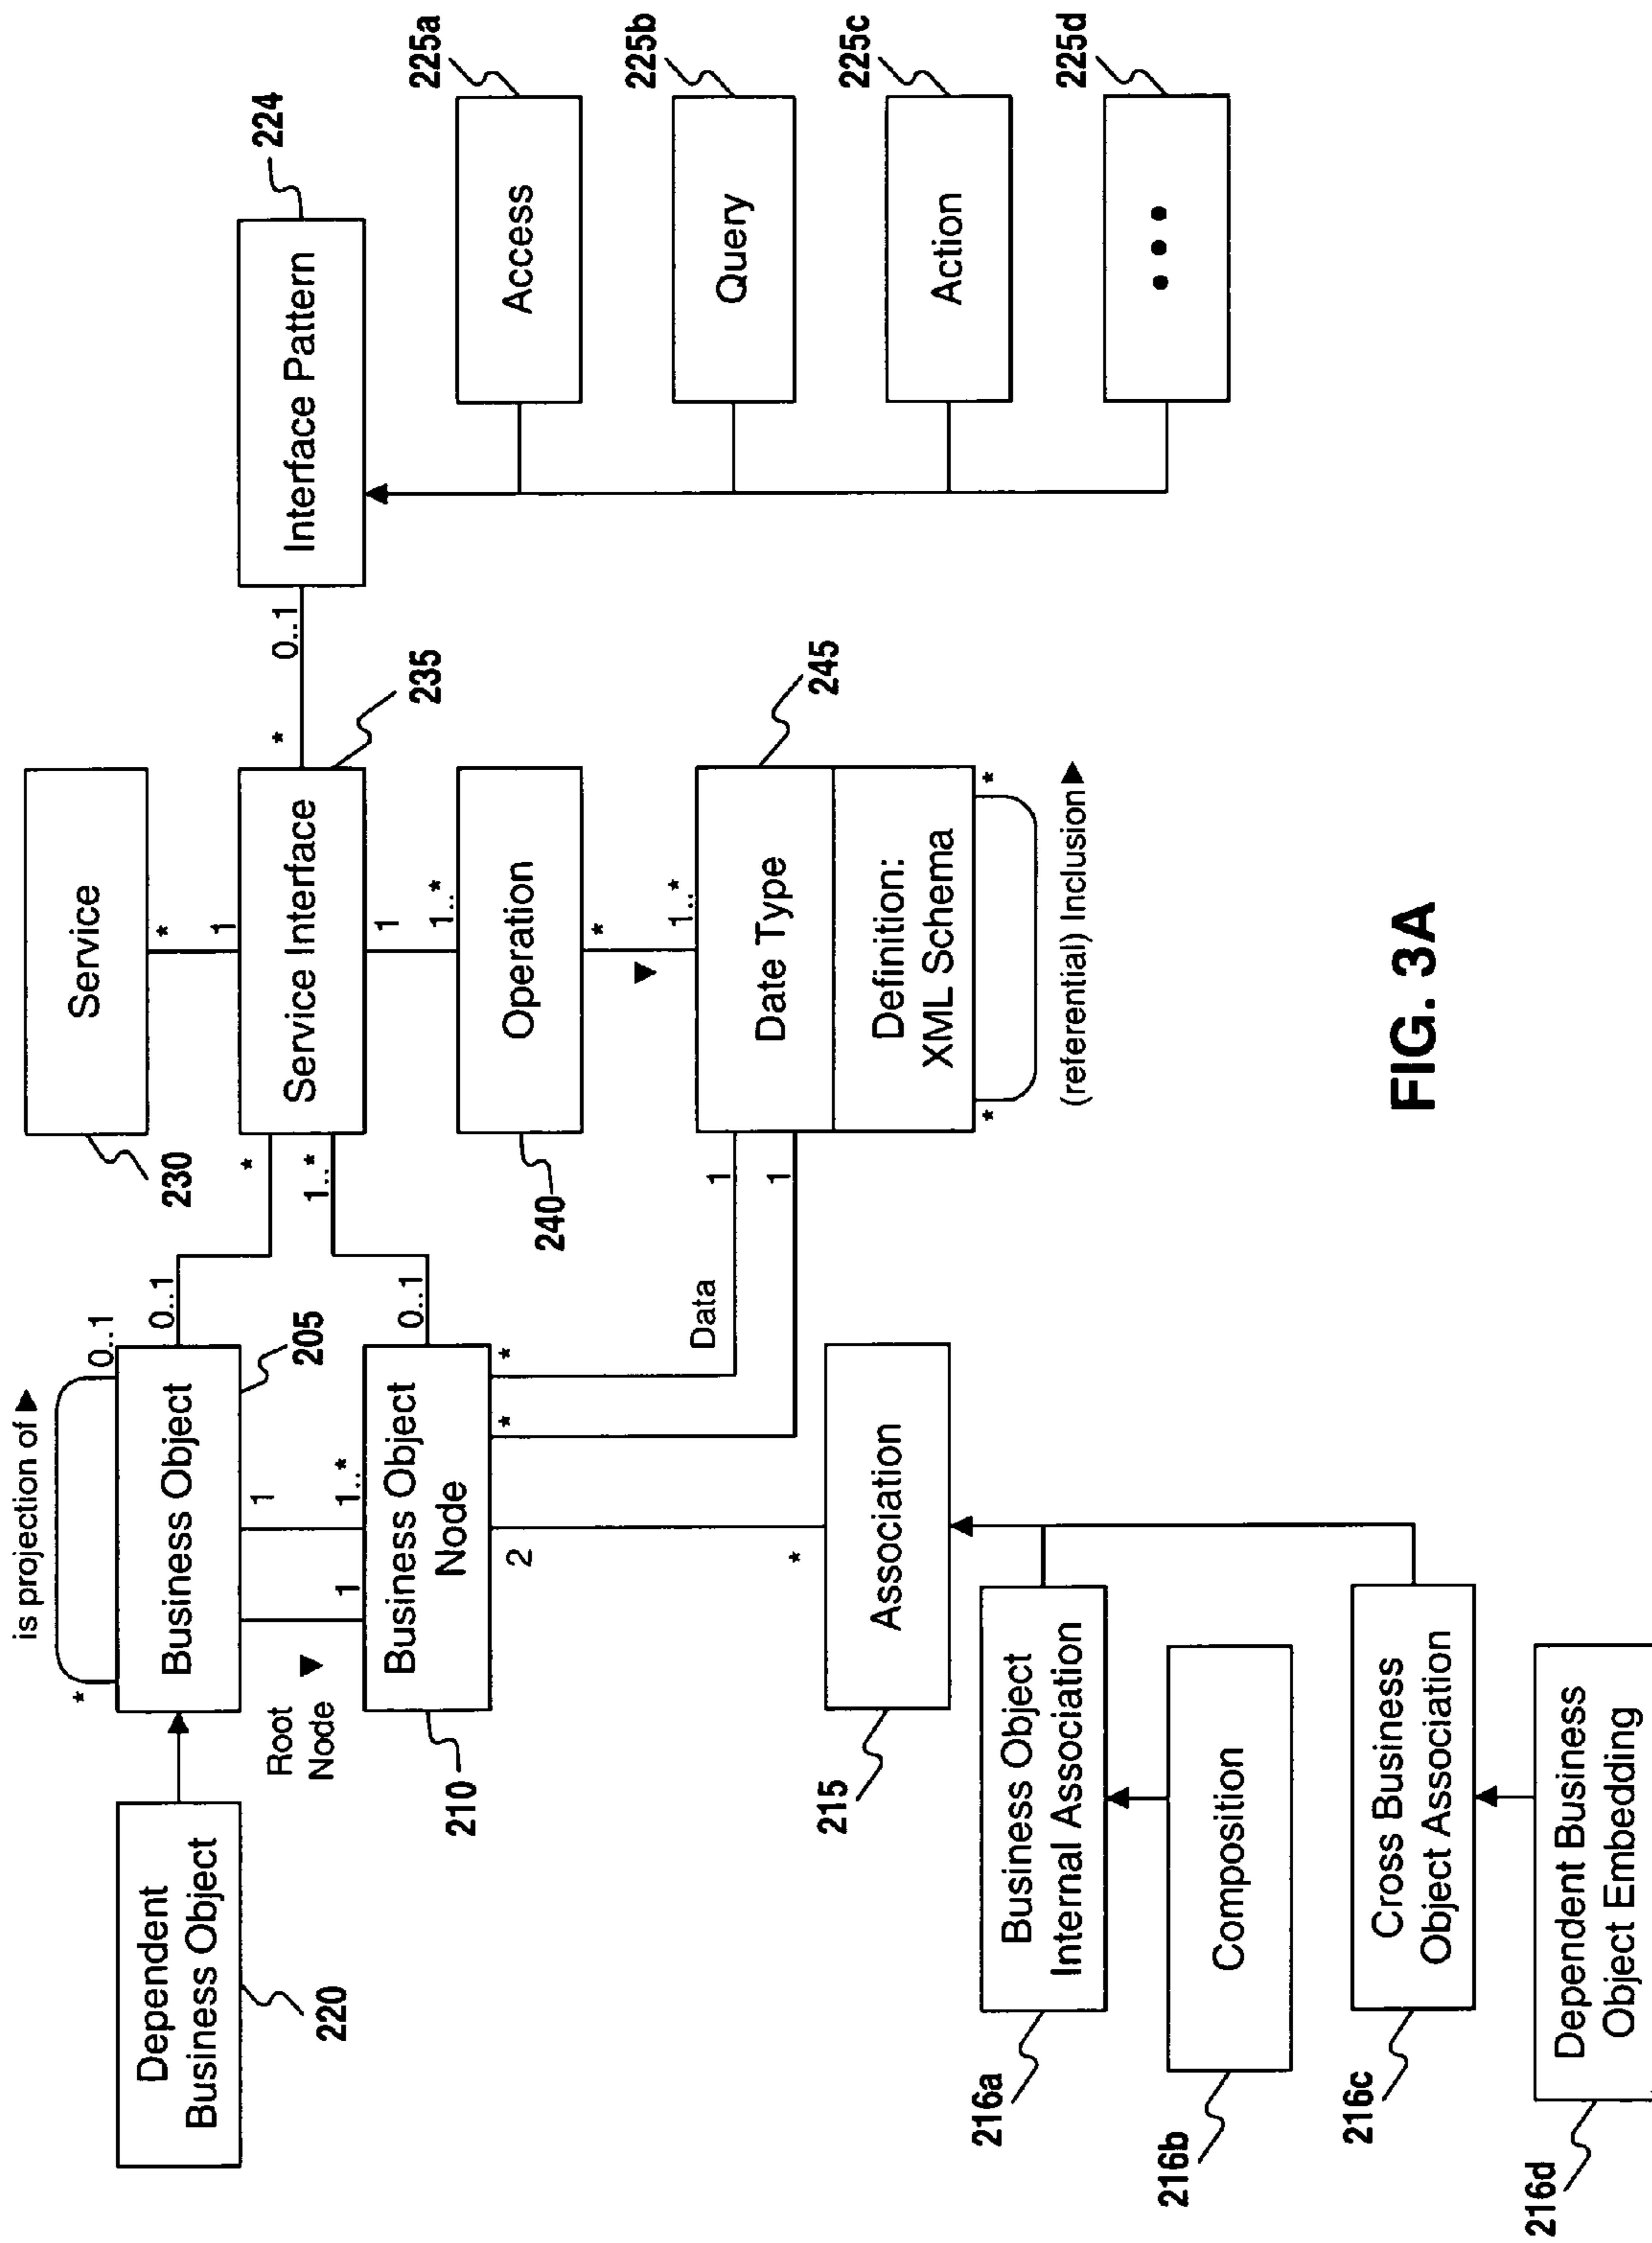 is projection of ▶
*
0..1
Dependent
Business Object
220
Business Object
205
0..1
*
Service
230
*
1
Service Interface
235
*
0..1
Interface Pattern
224
Root
Node ▼
1
1
1..*
Business Object
Node
210
0..1
1..*
1
1..*
Operation
240
Access
225a
Query
225b
Action
225c
• • •
225d
*
▼
1..*
*
*
Data
1
1
Date Type
245
Definition:
XML Schema
*
*
(referential) Inclusion ▶
2
*
Association
215
Business Object
Internal Association
216a
Composition
216b
Cross Business
Object Association
216c
Dependent Business
Object Embedding
216d
FIG. 3A